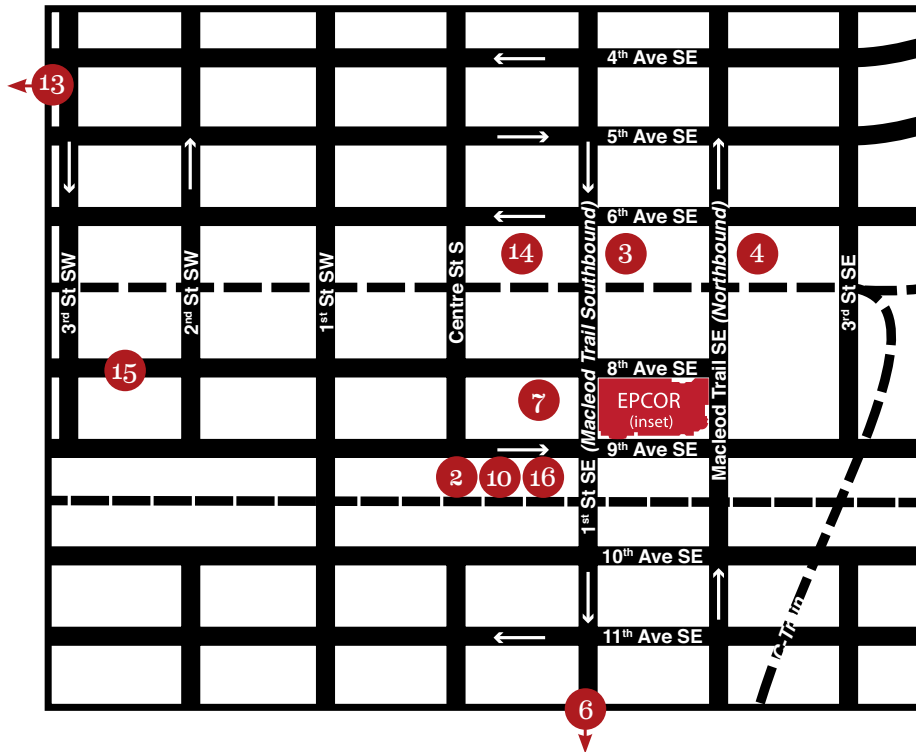 4th Ave SE
13
5th Ave SE
6th Ave SE
14
3
4
3rd St SW
2nd St SW
1st St SW
Centre St S
1st St SE (Macleod Trail Southbound)
Macleod Trail SE (Northbound)
3rd St SE
8th Ave SE
15
7
EPCOR
(inset)
9th Ave SE
2
10
16
10th Ave SE
11th Ave SE
C-Train
6